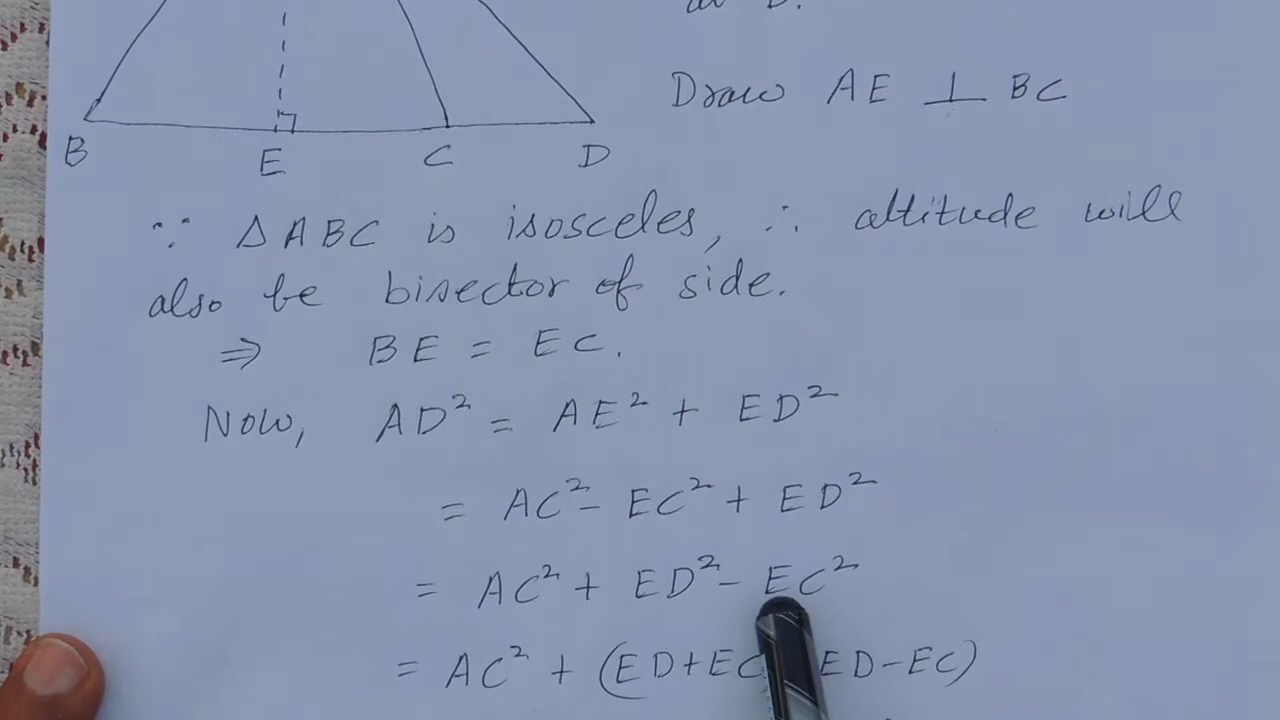 Draw AE ⊥ BC
B E C D
∵ ΔABC is isosceles, ∴ altitude will
also be bisector of side.
⇒ BE = EC.
Now, AD² = AE² + ED²
= AC² - EC² + ED²
= AC² + ED² - EC²
= AC² + (ED+EC ED-EC)